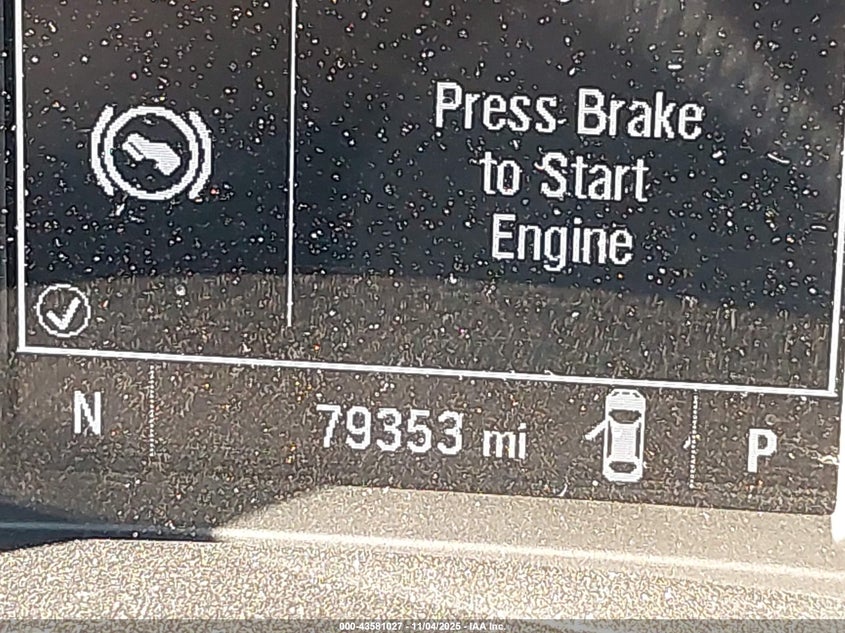 Press Brake
to Start
Engine
N 79353 mi P
000-43581027 - 11/04/2025 - IAA Inc.